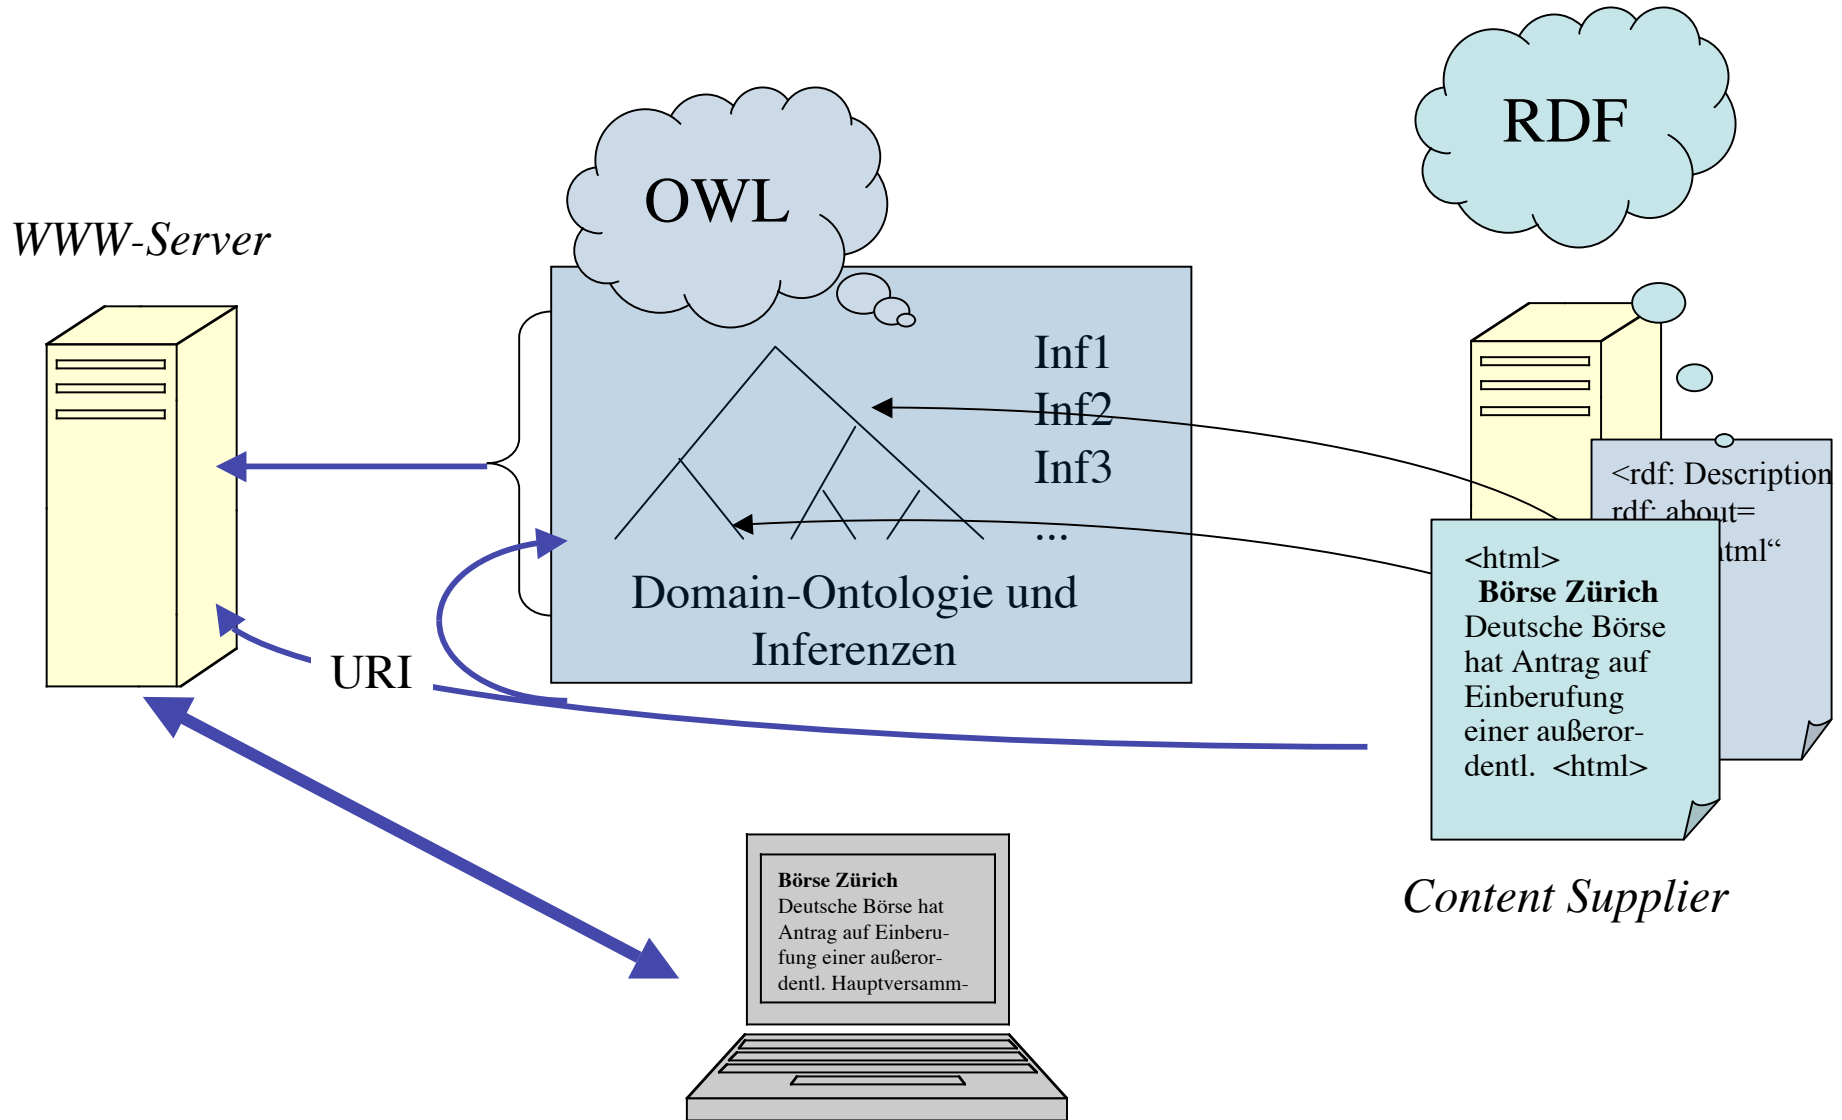 RDF
OWL
WWW-Server
Inf1
Inf2
Inf3
...
Domain-Ontologie und
Inferenzen
URI
<rdf: Description
rdf: about=
html“
<html>
Börse Zürich
Deutsche Börse
hat Antrag auf
Einberufung
einer außeror-
dentl. <html>
Content Supplier
Börse Zürich
Deutsche Börse hat
Antrag auf Einberu-
fung einer außeror-
dentl. Hauptversamm-